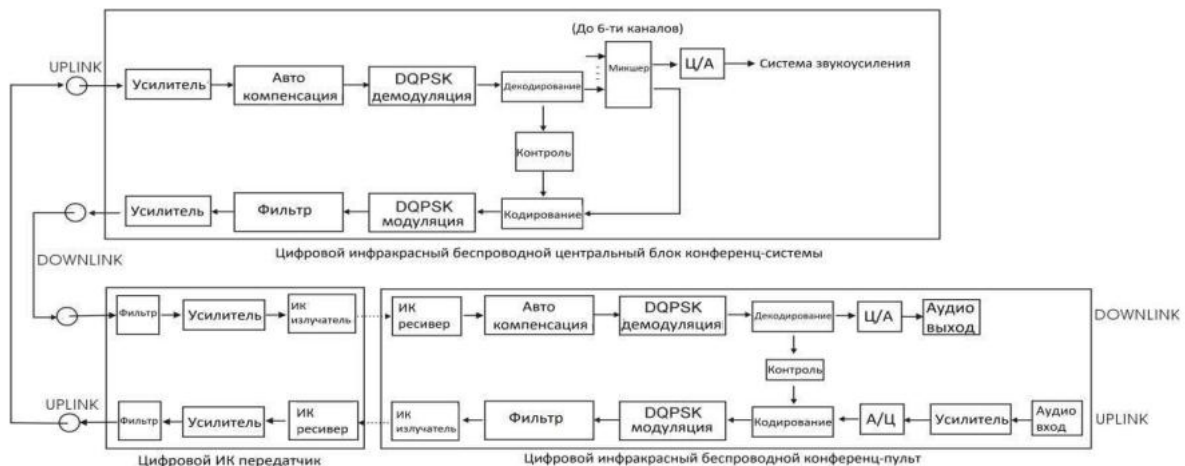 (До 6-ти каналов)
UPLINK
Усилитель
Авто
компенсация
DQPSK
демодуляция
Декодирование
Микшер
Ц/А
Система звукоусиления
Контроль
Усилитель
Фильтр
DQPSK
модуляция
Кодирование
Цифровой инфракрасный беспроводной центральный блок конференц-системы
DOWNLINK
Фильтр
Усилитель
ИК
излучатель
ИК
ресивер
Авто
компенсация
DQPSK
демодуляция
Декодирование
Ц/А
Аудио
выход
DOWNLINK
Контроль
UPLINK
Фильтр
Усилитель
ИК
ресивер
ИК
излучатель
Фильтр
DQPSK
модуляция
Кодирование
А/Ц
Усилитель
Аудио
вход
UPLINK
Цифровой ИК передатчик
Цифровой инфракрасный беспроводной конференц-пульт